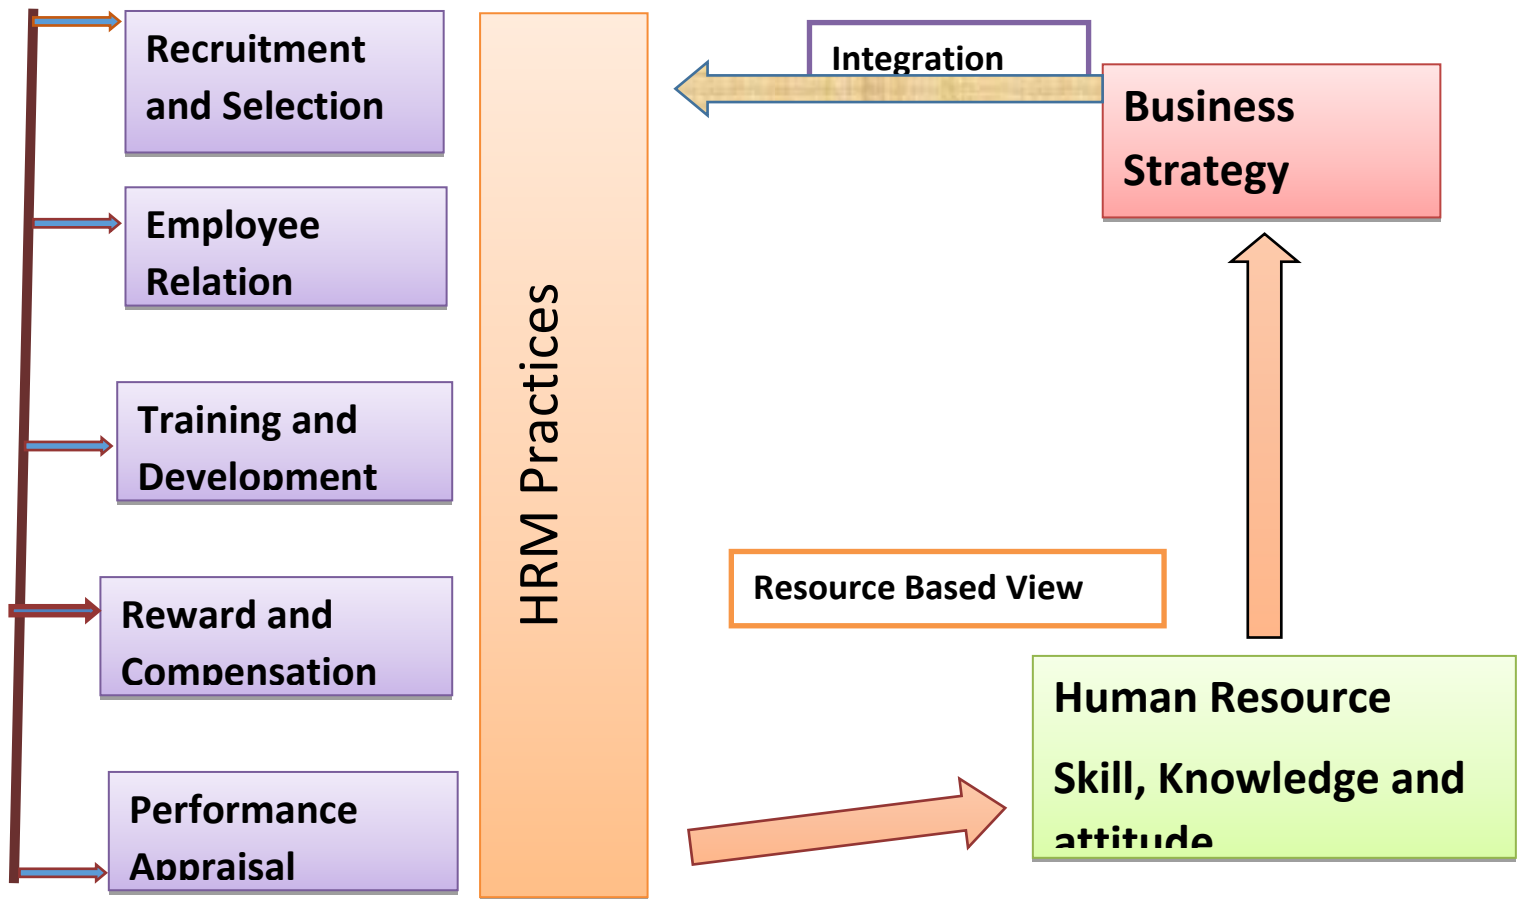 Recruitment
and Selection
Employee
Relation
Training and
Development
Reward and
Compensation
Performance
Appraisal
HRM Practices
Integration
Business
Strategy
Resource Based View
Human Resource
Skill, Knowledge and
attitude